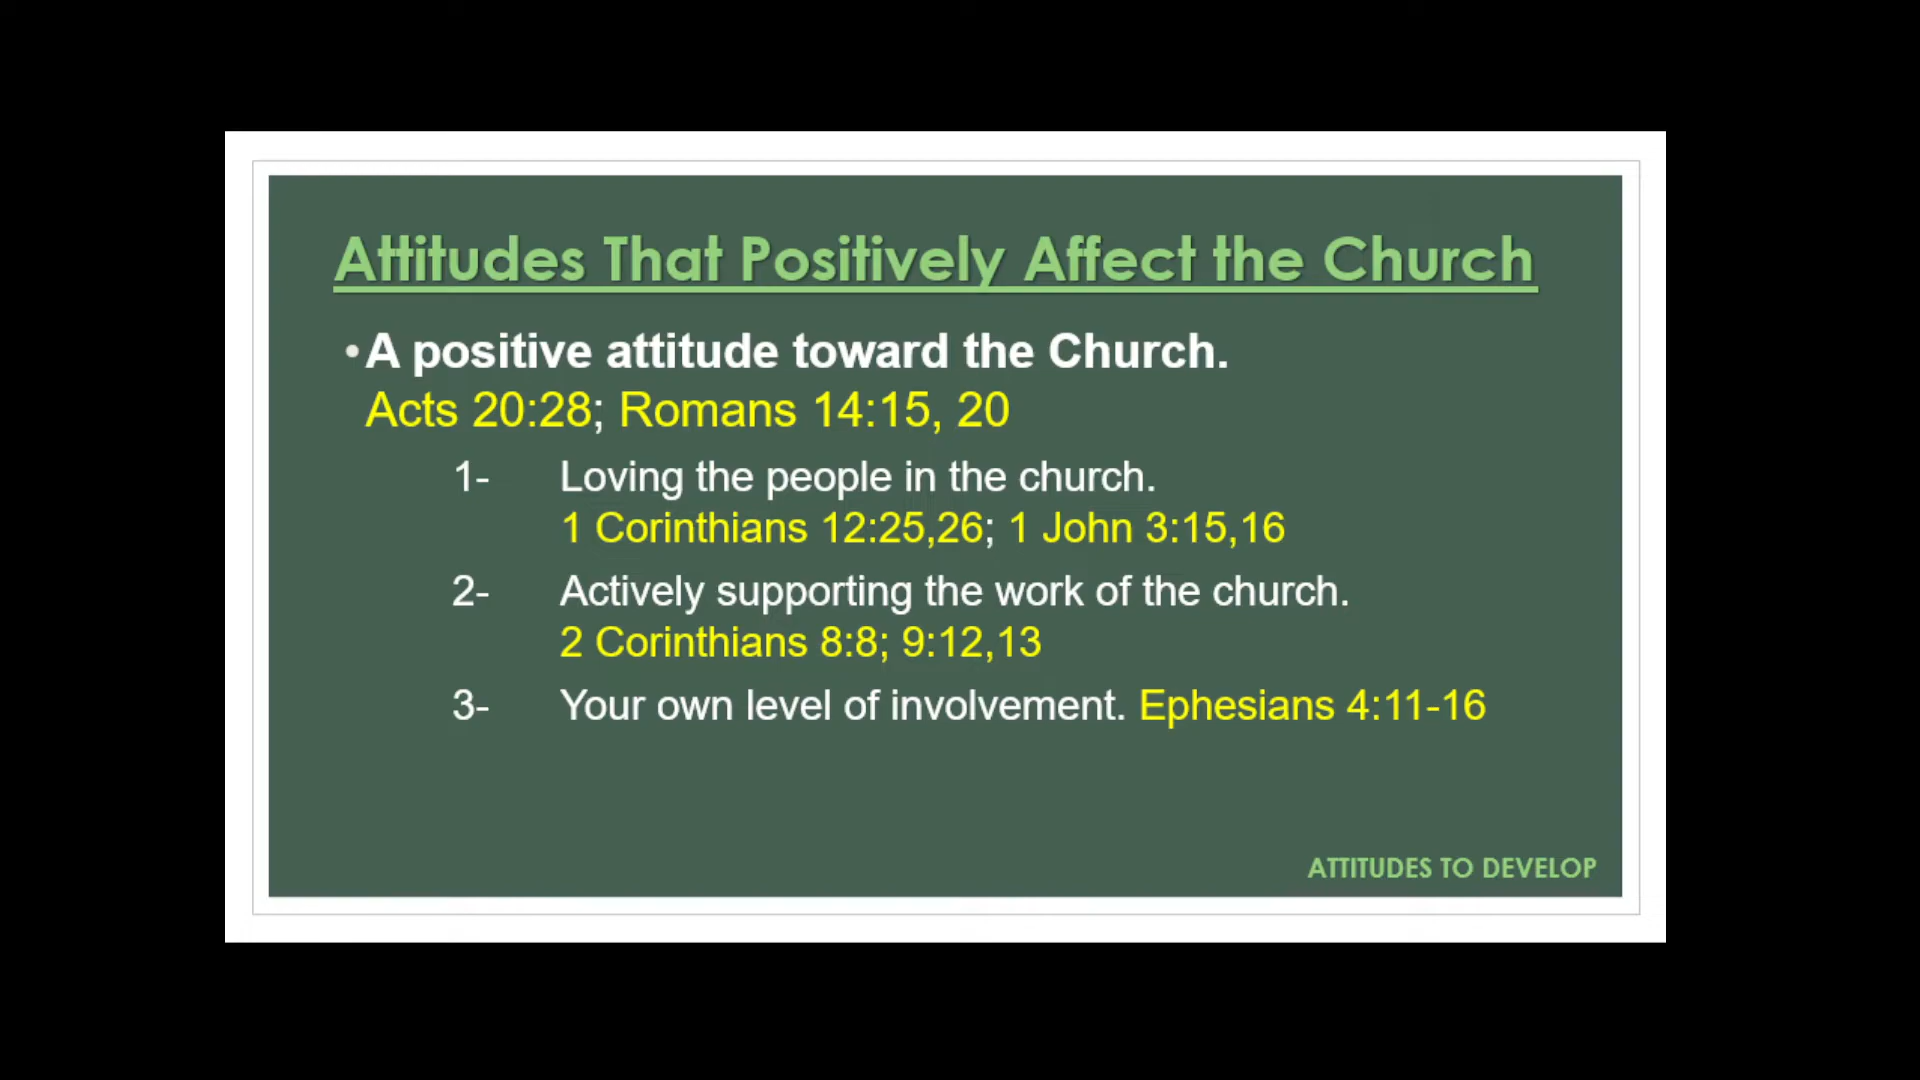 Attitudes That Positively Affect the Church
•A positive attitude toward the Church.
Acts 20:28; Romans 14:15, 20
1- Loving the people in the church.
1 Corinthians 12:25,26; 1 John 3:15,16
2- Actively supporting the work of the church.
2 Corinthians 8:8; 9:12,13
3- Your own level of involvement. Ephesians 4:11-16
ATTITUDES TO DEVELOP